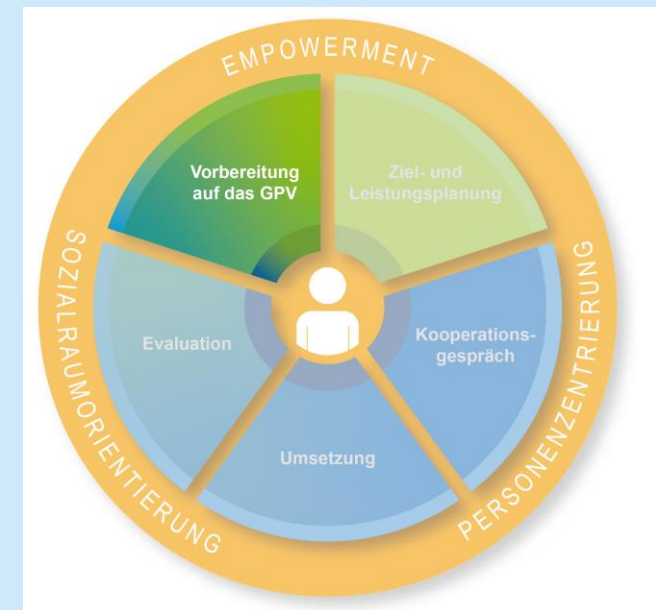 EMPOWERMENT
Vorbereitung
auf das GPV
Ziel- und
Leistungsplanung
SOZIALRAUMORIENTIERUNG
PERSONENZENTRIERUNG
Evaluation
Kooperations-
gespräch
Umsetzung